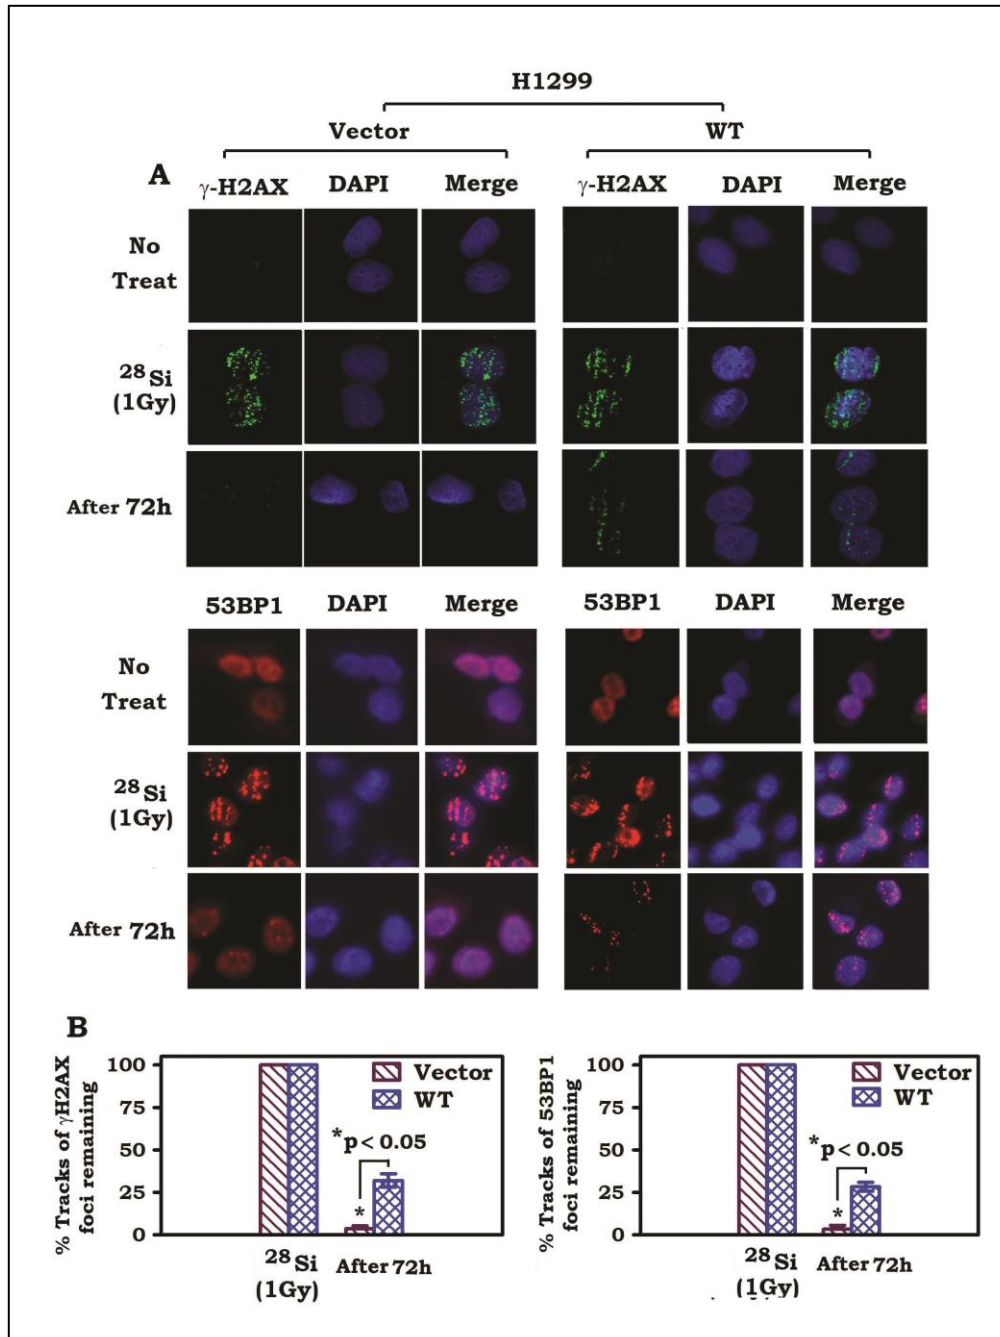 H1299
Vector WT
A
γ-H2AX DAPI Merge γ-H2AX DAPI Merge
No
Treat
28Si
(1Gy)
After 72h
53BP1 DAPI Merge 53BP1 DAPI Merge
No
Treat
28Si
(1Gy)
After 72h
B
% Tracks of γH2AX
foci remaining
100
75
50
25
0
Vector
WT
*p < 0.05
*
28Si
(1Gy)
After 72h
% Tracks of 53BP1
foci remaining
100
75
50
25
0
Vector
WT
*p < 0.05
*
28Si
(1Gy)
After 72h